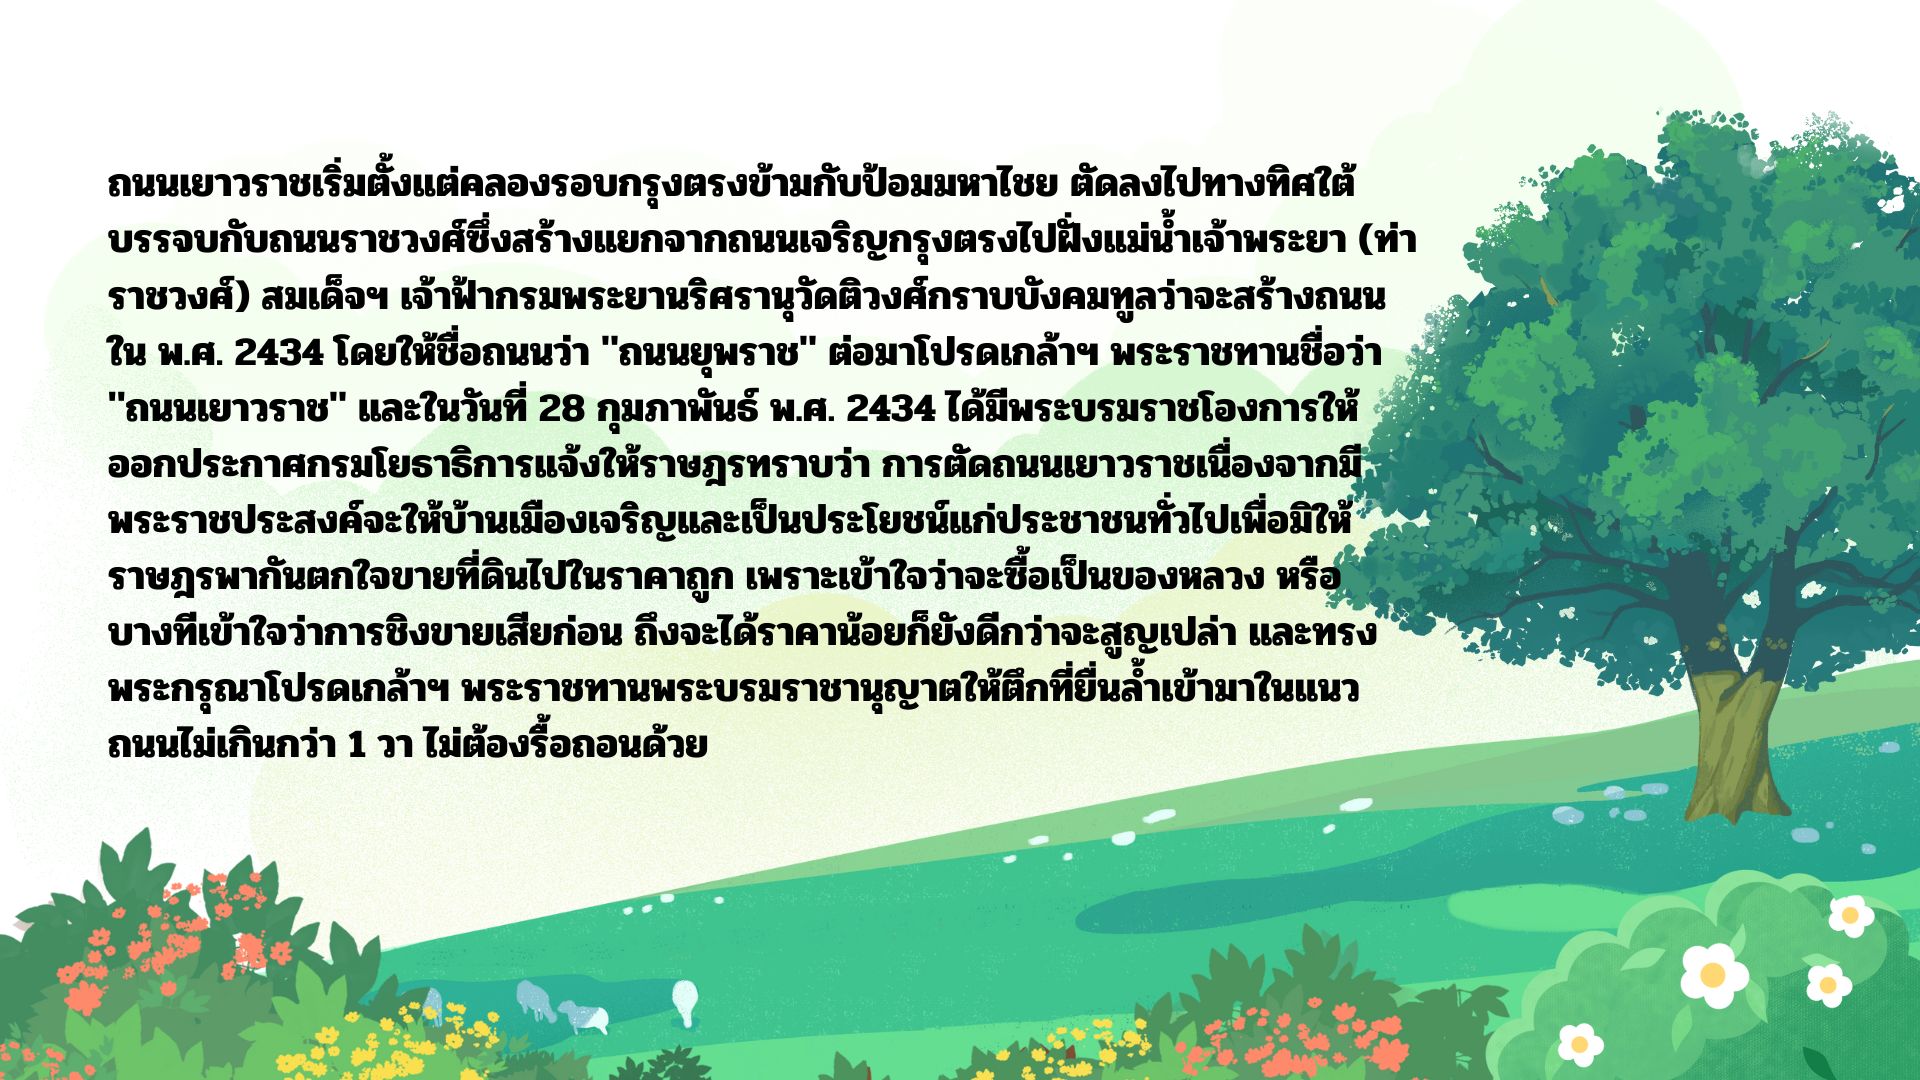 ถนนเยาวราชเริ่มตั้งแต่คลองรอบกรุงตรงข้ามกับป้อมมหาไชย ตัดลงไปทางทิศใต้
บรรจบกับถนนราชวงศ์ซึ่งสร้างแยกจากถนนเจริญกรุงตรงไปฝั่งแม่น้ำเจ้าพระยา (ท่า
ราชวงศ์) สมเด็จฯ เจ้าฟ้ากรมพระยานริศรานุวัดติวงศ์กราบบังคมทูลว่าจะสร้างถนน
ใน พ.ศ. 2434 โดยให้ชื่อถนนว่า "ถนนยุพราช" ต่อมาโปรดเกล้าฯ พระราชทานชื่อว่า
"ถนนเยาวราช" และในวันที่ 28 กุมภาพันธ์ พ.ศ. 2434 ได้มีพระบรมราชโองการให้
ออกประกาศกรมโยธาธิการแจ้งให้ราษฎรทราบว่า การตัดถนนเยาวราชเนื่องจากมี
พระราชประสงค์จะให้บ้านเมืองเจริญและเป็นประโยชน์แก่ประชาชนทั่วไปเพื่อมิให้
ราษฎรพากันตกใจขายที่ดินไปในราคาถูก เพราะเข้าใจว่าจะซื้อเป็นของหลวง หรือ
บางทีเข้าใจว่าการชิงขายเสียก่อน ถึงจะได้ราคาน้อยก็ยังดีกว่าจะสูญเปล่า และทรง
พระกรุณาโปรดเกล้าฯ พระราชทานพระบรมราชานุญาตให้ตึกที่ยื่นล้ำเข้ามาในแนว
ถนนไม่เกินกว่า 1 วา ไม่ต้องรื้อถอนด้วย